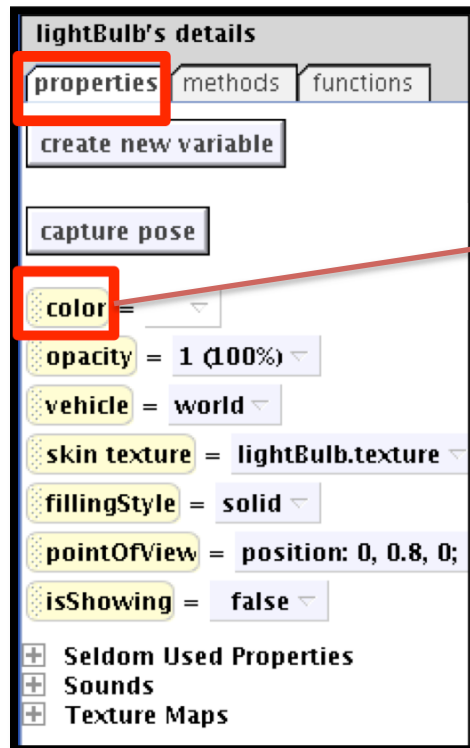 lightBulb's details
properties methods functions
create new variable
capture pose
color =
opacity = 1 (100%)
vehicle = world
skin texture = lightBulb.texture
fillingStyle = solid
pointOfView = position: 0, 0.8, 0;
isShowing = false
Seldom Used Properties
Sounds
Texture Maps